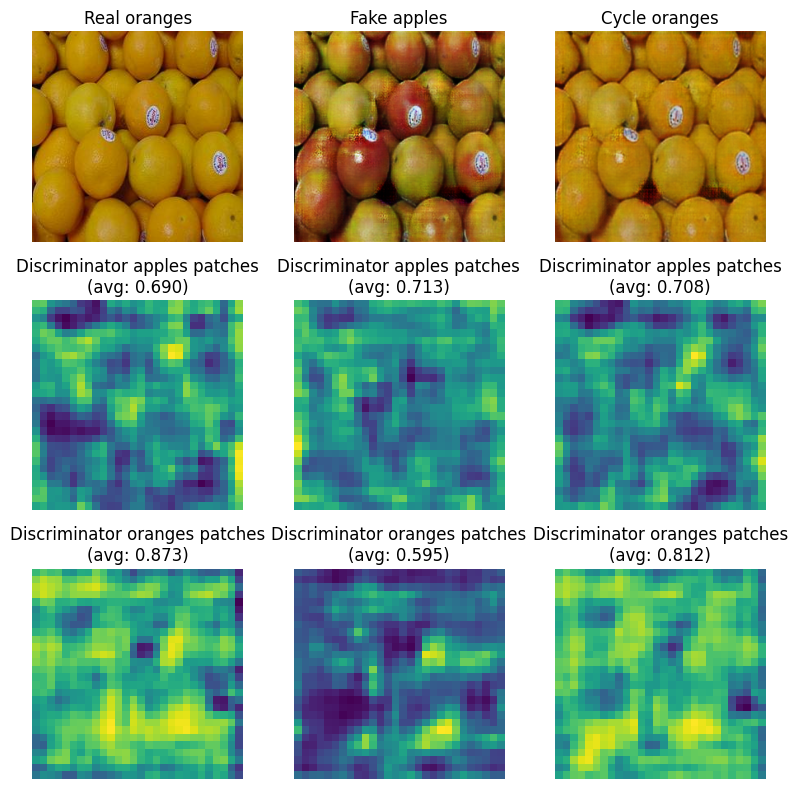 Real oranges
Fake apples
Cycle oranges
Discriminator apples patches
(avg: 0.690)
Discriminator apples patches
(avg: 0.713)
Discriminator apples patches
(avg: 0.708)
Discriminator oranges patches
(avg: 0.873)
Discriminator oranges patches
(avg: 0.595)
Discriminator oranges patches
(avg: 0.812)